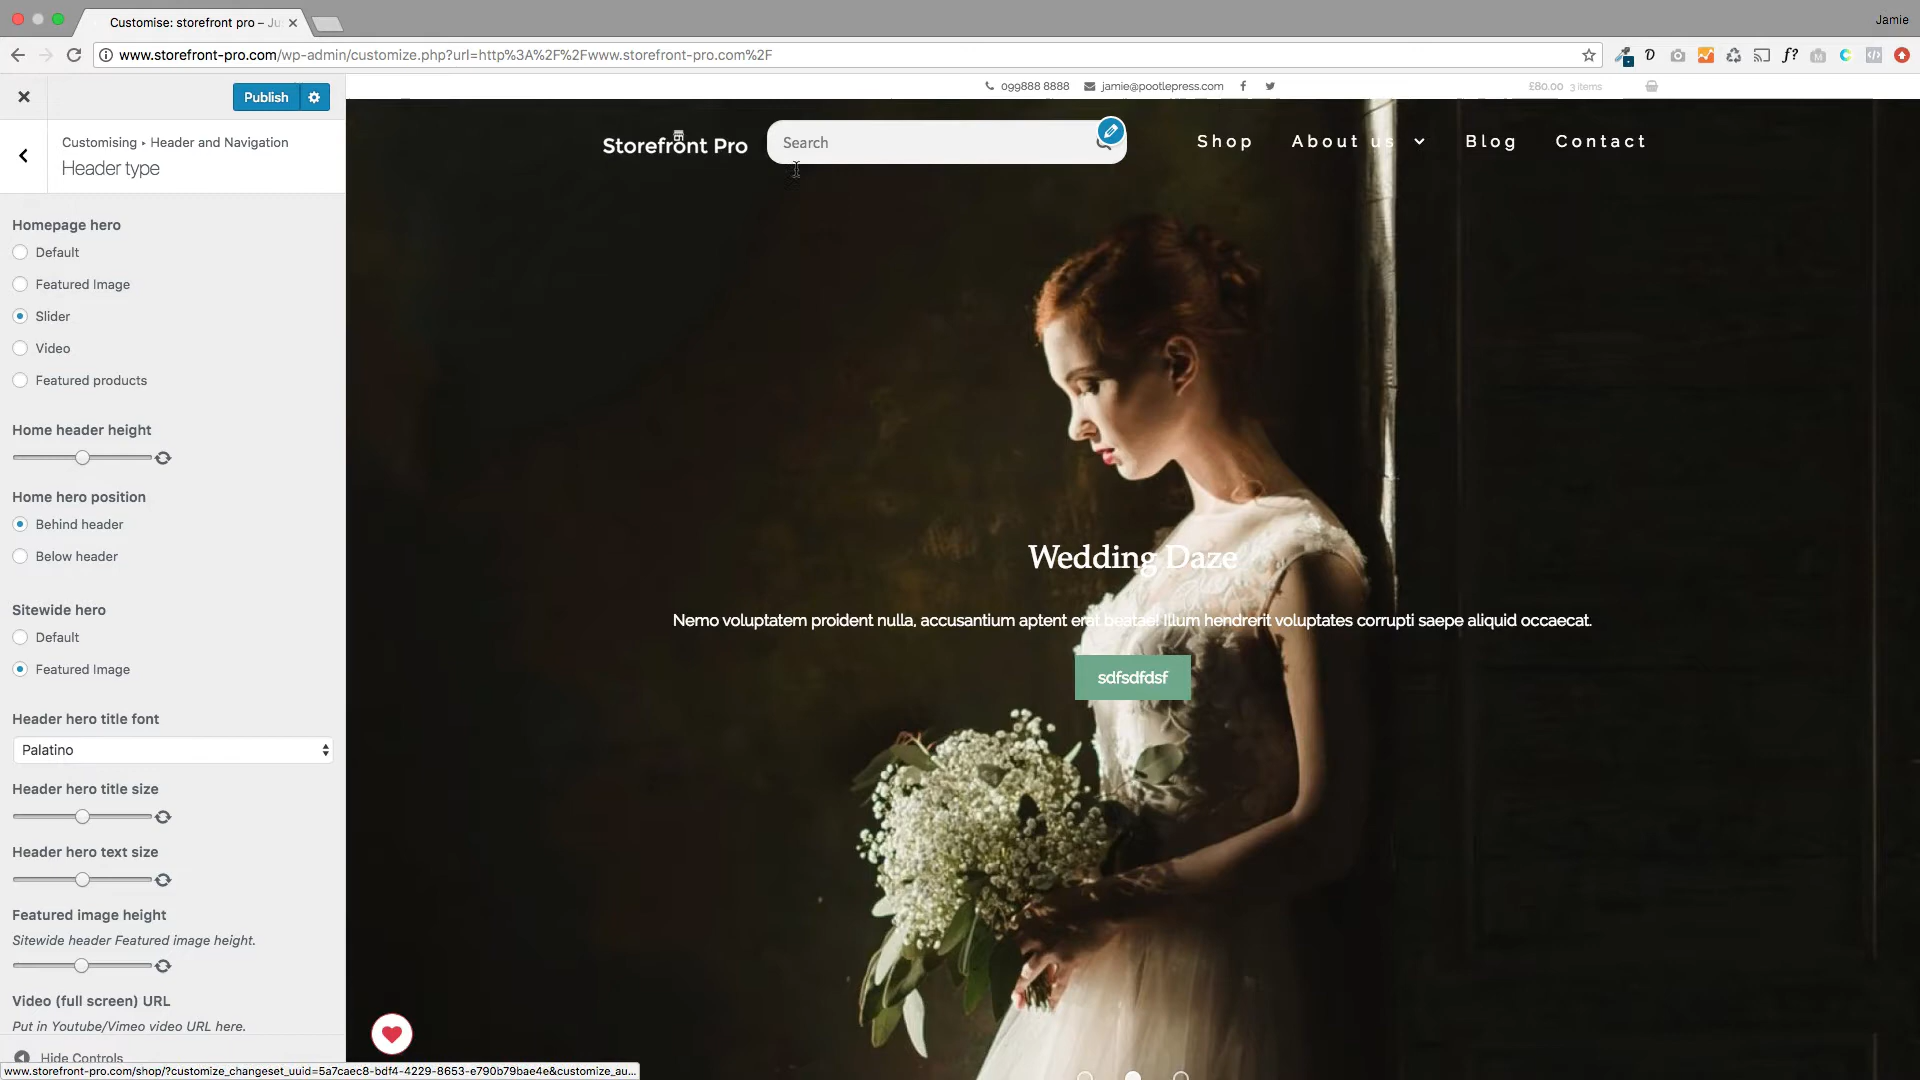 Customise: storefront pro – Ju
Jamie
www.storefront-pro.com/wp-admin/customize.php?url=http%3A%2F%2Fwww.storefront-pro.com%2F
Publish
Customising ▸ Header and Navigation
Header type
Homepage hero
Default
Featured Image
Slider
Video
Featured products
Home header height
Home hero position
Behind header
Below header
Sitewide hero
Default
Featured Image
Header hero title font
Palatino
Header hero title size
Header hero text size
Featured image height
Sitewide header Featured image height.
Video (full screen) URL
Put in Youtube/Vimeo video URL here.
Hide Controls
www.storefront-pro.com/shop/?customize_changeset_uuid=5a7caec8-bdf4-4229-8653-e790b79bae4e&customize_au...
099888 8888
jamie@pootlepress.com
£80.00 3 items
Storefront Pro
Search
Shop
About us
Blog
Contact
Wedding Daze
Nemo voluptatem proident nulla, accusantium aptent erat beatae! Illum hendrerit voluptates corrupti saepe aliquid occaecat.
sdfsdfdsf